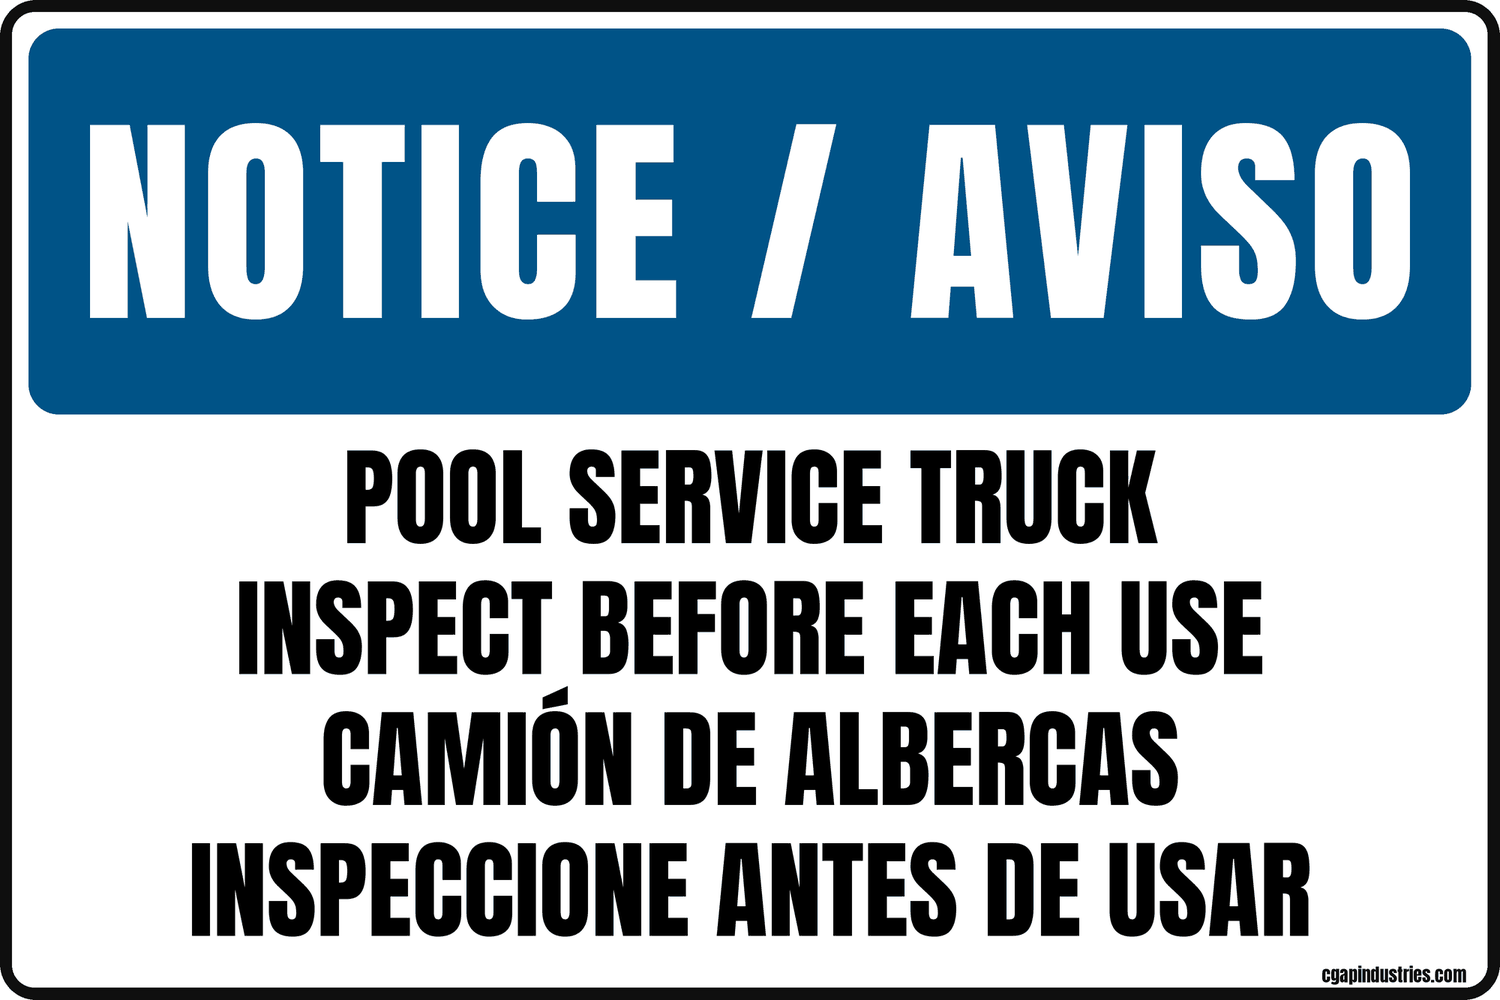 NOTICE / AVISO
POOL SERVICE TRUCK
INSPECT BEFORE EACH USE
CAMIÓN DE ALBERCAS
INSPECCIONE ANTES DE USAR
cgapindustries.com